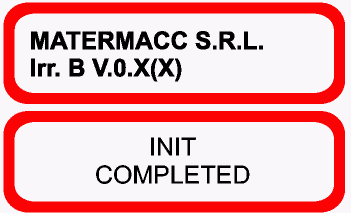 MATERMACC S.R.L.
Irr. B V.0.X(X)
INIT
COMPLETED